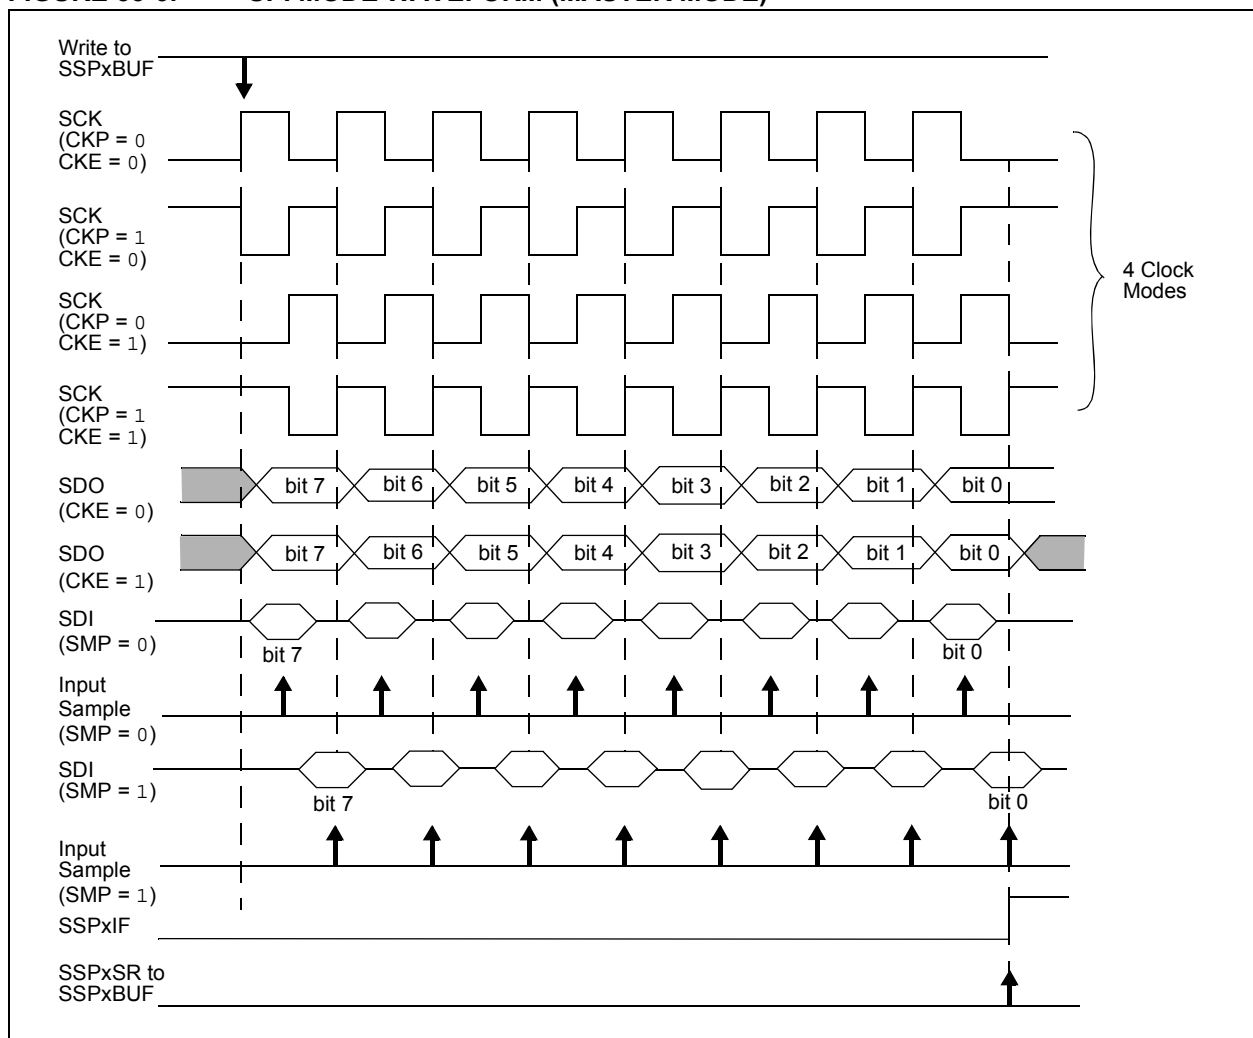 Write to
SSPxBUF
SCK
(CKP = 0
CKE = 0)
SCK
(CKP = 1
CKE = 0)
SCK
(CKP = 0
CKE = 1)
SCK
(CKP = 1
CKE = 1)
4 Clock
Modes
SDO
(CKE = 0)
bit 7 bit 6 bit 5 bit 4 bit 3 bit 2 bit 1 bit 0
SDO
(CKE = 1)
bit 7 bit 6 bit 5 bit 4 bit 3 bit 2 bit 1 bit 0
SDI
(SMP = 0)
bit 7 bit 0
Input
Sample
(SMP = 0)
SDI
(SMP = 1)
bit 7 bit 0
Input
Sample
(SMP = 1)
SSPxIF
SSPxSR to
SSPxBUF